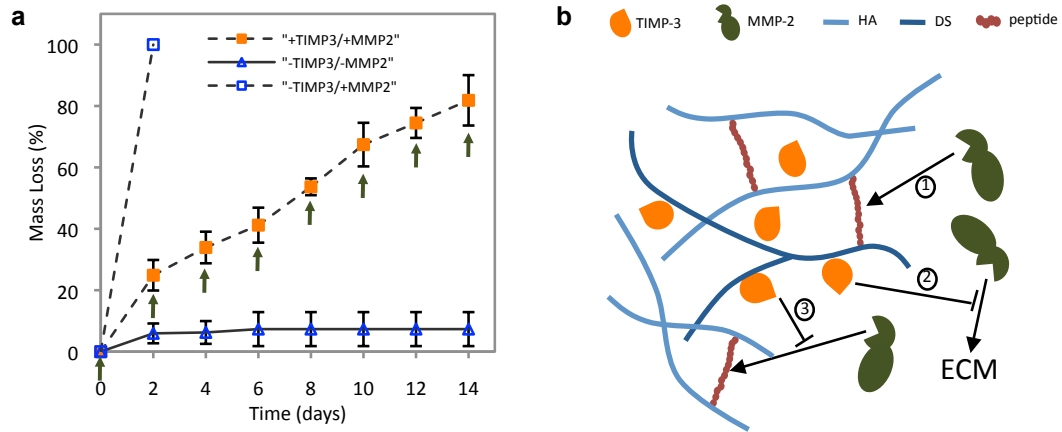 a
100
80
60
40
20
0
Mass Loss (%)
"+TIMP3/+MMP2"
"-TIMP3/-MMP2"
"-TIMP3/+MMP2"
0 2 4 6 8 10 12 14
Time (days)
b
TIMP-3 MMP-2 HA DS peptide
1
2
3
ECM